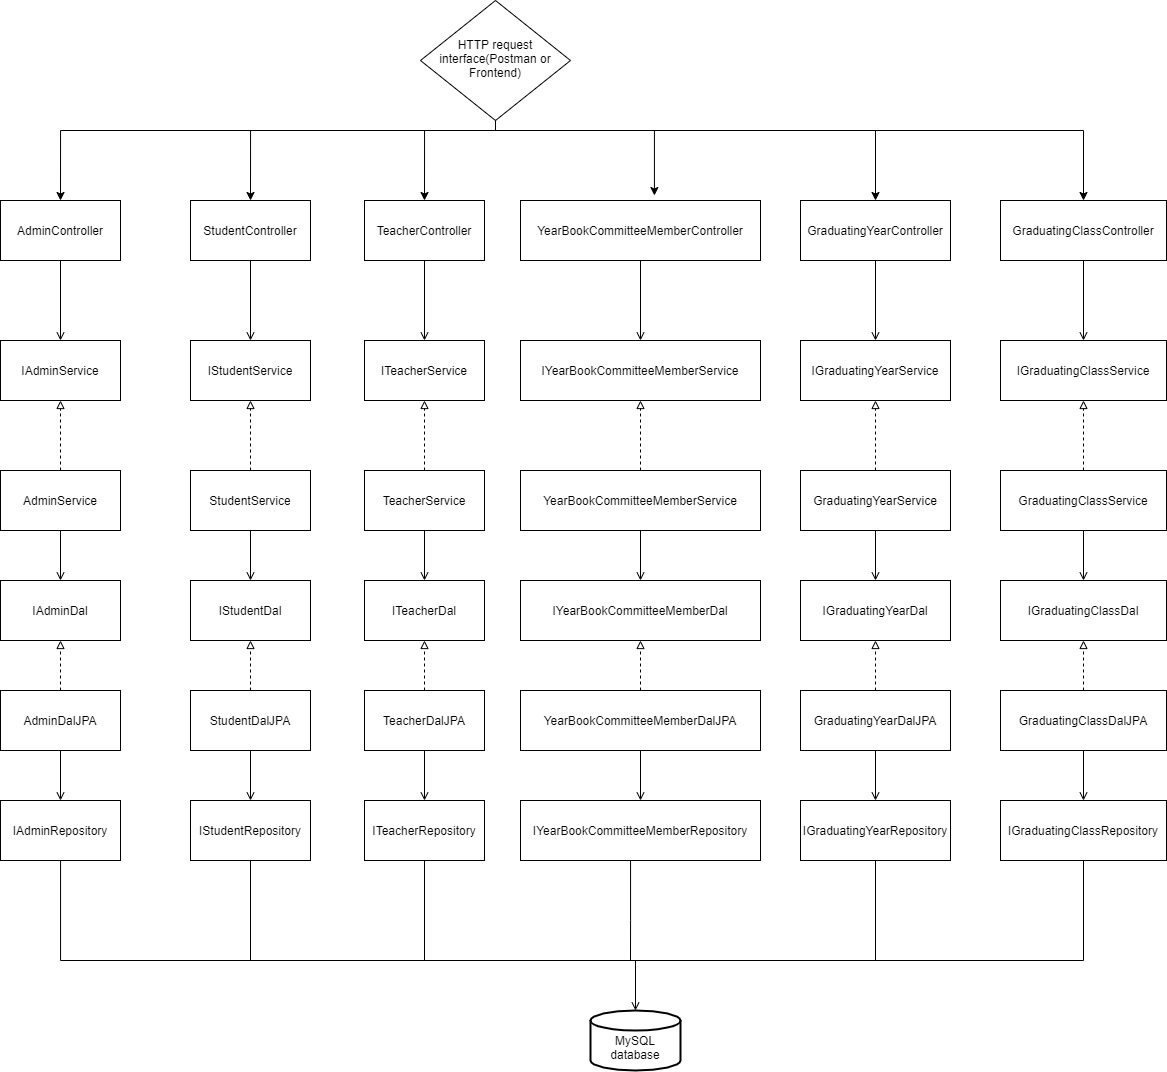 HTTP request
interface(Postman or
Frontend)
AdminController
StudentController
TeacherController
YearBookCommitteeMemberController
GraduatingYearController
GraduatingClassController
IAdminService
IStudentService
ITeacherService
IYearBookCommitteeMemberService
IGraduatingYearService
IGraduatingClassService
AdminService
StudentService
TeacherService
YearBookCommitteeMemberService
GraduatingYearService
GraduatingClassService
IAdminDal
IStudentDal
ITeacherDal
IYearBookCommitteeMemberDal
IGraduatingYearDal
IGraduatingClassDal
AdminDalJPA
StudentDalJPA
TeacherDalJPA
YearBookCommitteeMemberDalJPA
GraduatingYearDalJPA
GraduatingClassDalJPA
IAdminRepository
IStudentRepository
ITeacherRepository
IYearBookCommitteeMemberRepository
IGraduatingYearRepository
IGraduatingClassRepository
MySQL
database